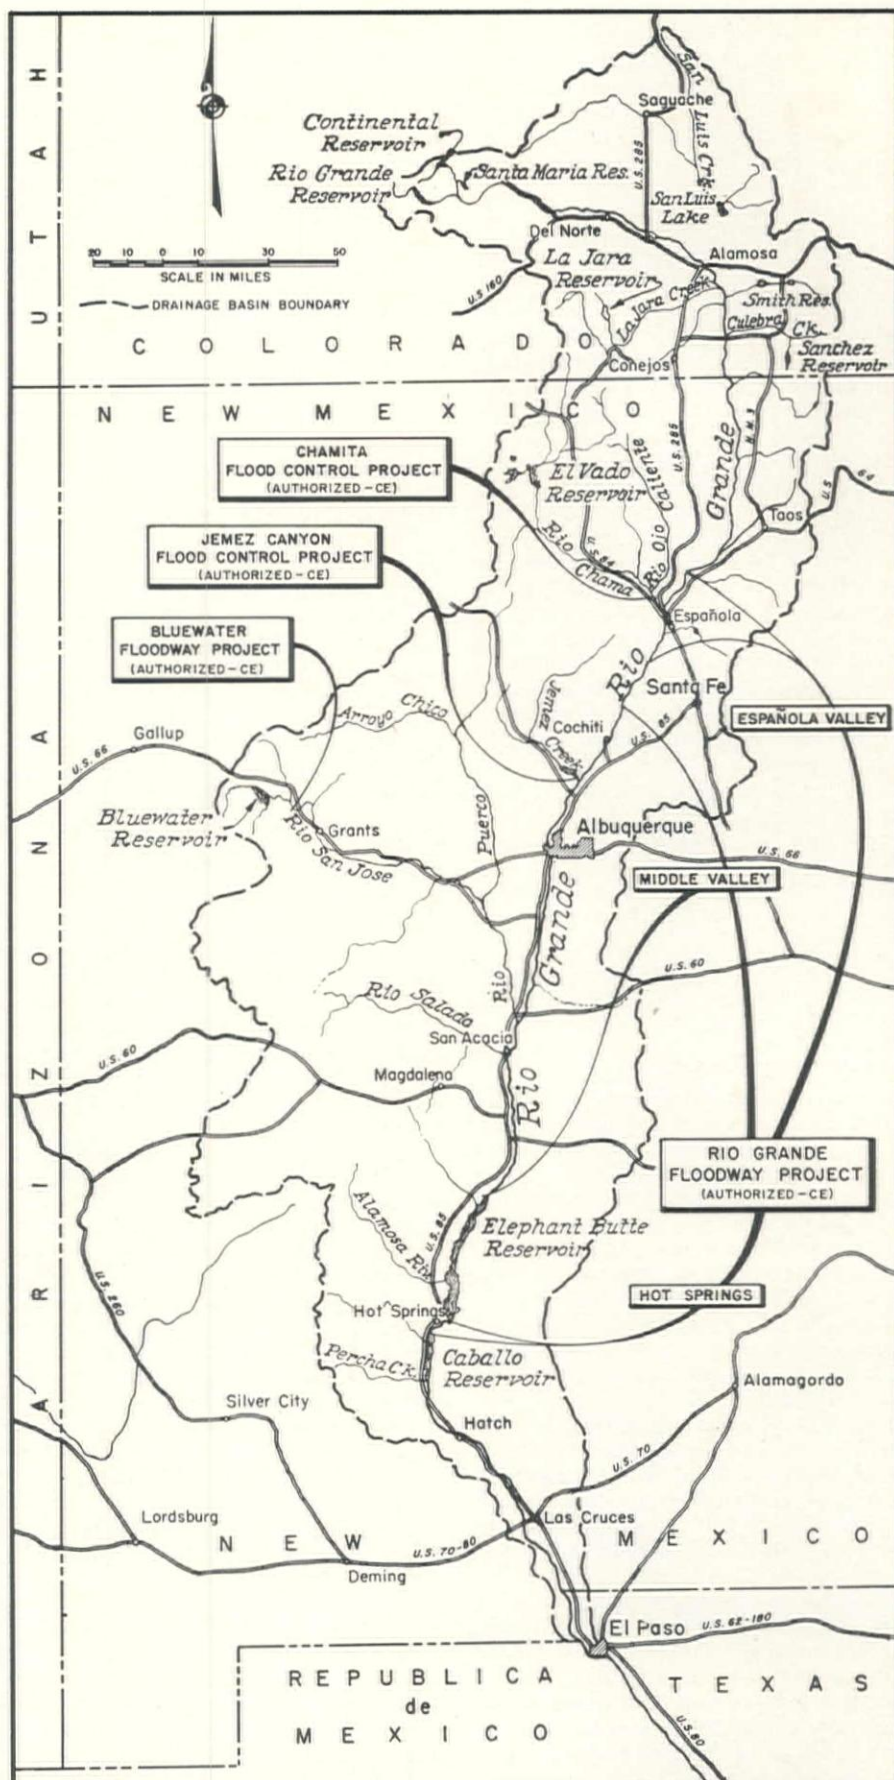 UTAH
San Luis Crk.
Saguache
Continental
Reservoir
Rio Grande
Reservoir
Santa Maria Res.
U.S. 285
San Luis
Lake
Del Norte
Alamosa
20 10 0 10 30 50
SCALE IN MILES
DRAINAGE BASIN BOUNDARY
U.S. 160
La Jara
Reservoir
La Jara Creek
Smith Res.
Culebra
Ck.
Sanchez
Reservoir
COLORADO
Conejos
NEW MEXICO
CHAMITA
FLOOD CONTROL PROJECT
(AUTHORIZED-CE)
El Vado
Reservoir
Rio Ojo Caliente
U.S. 285
Grande
N.M. 3
U.S. 64
Taos
JEMEZ CANYON
FLOOD CONTROL PROJECT
(AUTHORIZED-CE)
Rio Chama
U.S. 84
Española
BLUEWATER
FLOODWAY PROJECT
(AUTHORIZED-CE)
Rio
Santa Fe
ESPAÑOLA VALLEY
Arroyo Chico
Jemez Creek
Cochiti
U.S. 85
Gallup
U.S. 66
Bluewater
Reservoir
Grants
Rio San Jose
Puerco
Albuquerque
U.S. 66
MIDDLE VALLEY
Grande
ARIZONA
Rio
U.S. 60
Rio Salado
San Acacia
U.S. 60
Magdalena
Rio
RIO GRANDE
FLOODWAY PROJECT
(AUTHORIZED-CE)
Alamosa Riv.
U.S. 85
Elephant Butte
Reservoir
HOT SPRINGS
U.S. 260
Hot Springs
Percha Ck.
Caballo
Reservoir
Alamagordo
Silver City
Hatch
U.S. 70
Lordsburg
Las Cruces
NEW MEXICO
U.S. 70-80
Deming
El Paso
U.S. 62-180
REPUBLICA
de
MEXICO
TEXAS
U.S. 80